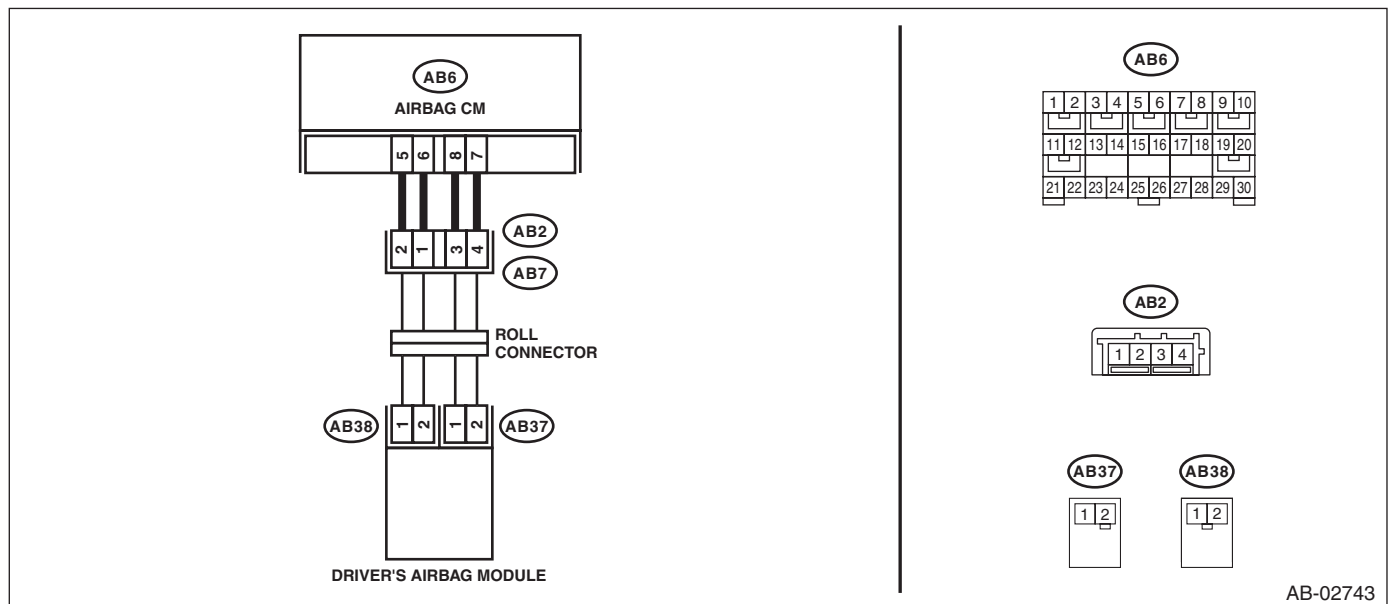 AB6
AIRBAG CM
5 6 8 7
2 1 3 4
AB2
AB7
ROLL
CONNECTOR
AB38
1 2 1 2
AB37
DRIVER'S AIRBAG MODULE
AB6
1 2 3 4 5 6 7 8 9 10
11 12 13 14 15 16 17 18 19 20
21 22 23 24 25 26 27 28 29 30
AB2
1 2 3 4
AB37 AB38
1 2 1 2
AB-02743